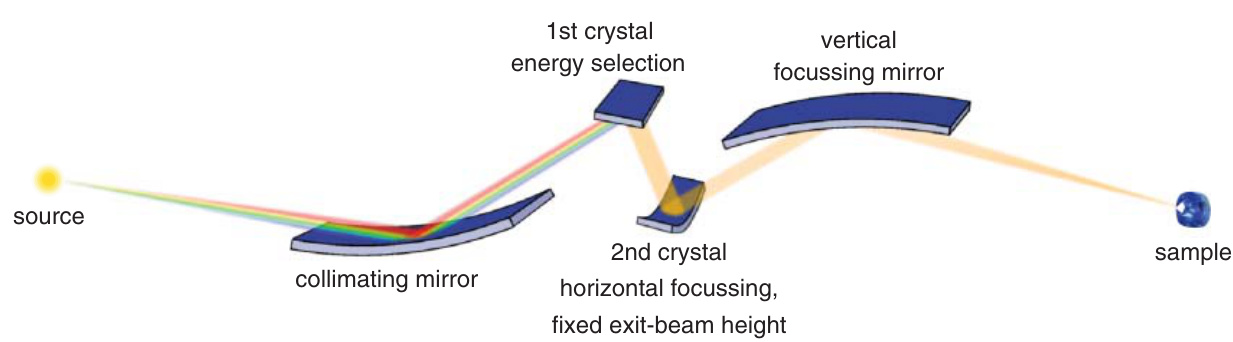 source
collimating mirror
1st crystal
energy selection
2nd crystal
horizontal focussing,
fixed exit-beam height
vertical
focussing mirror
sample